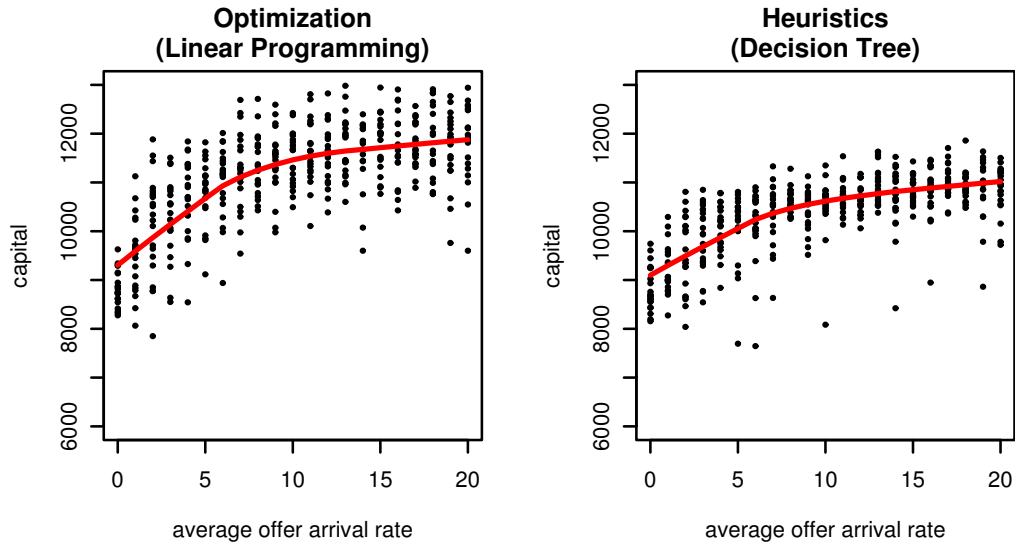 Optimization
(Linear Programming)
12000
10000
8000
6000
capital
0 5 10 15 20
average offer arrival rate
Heuristics
(Decision Tree)
12000
10000
8000
6000
capital
0 5 10 15 20
average offer arrival rate